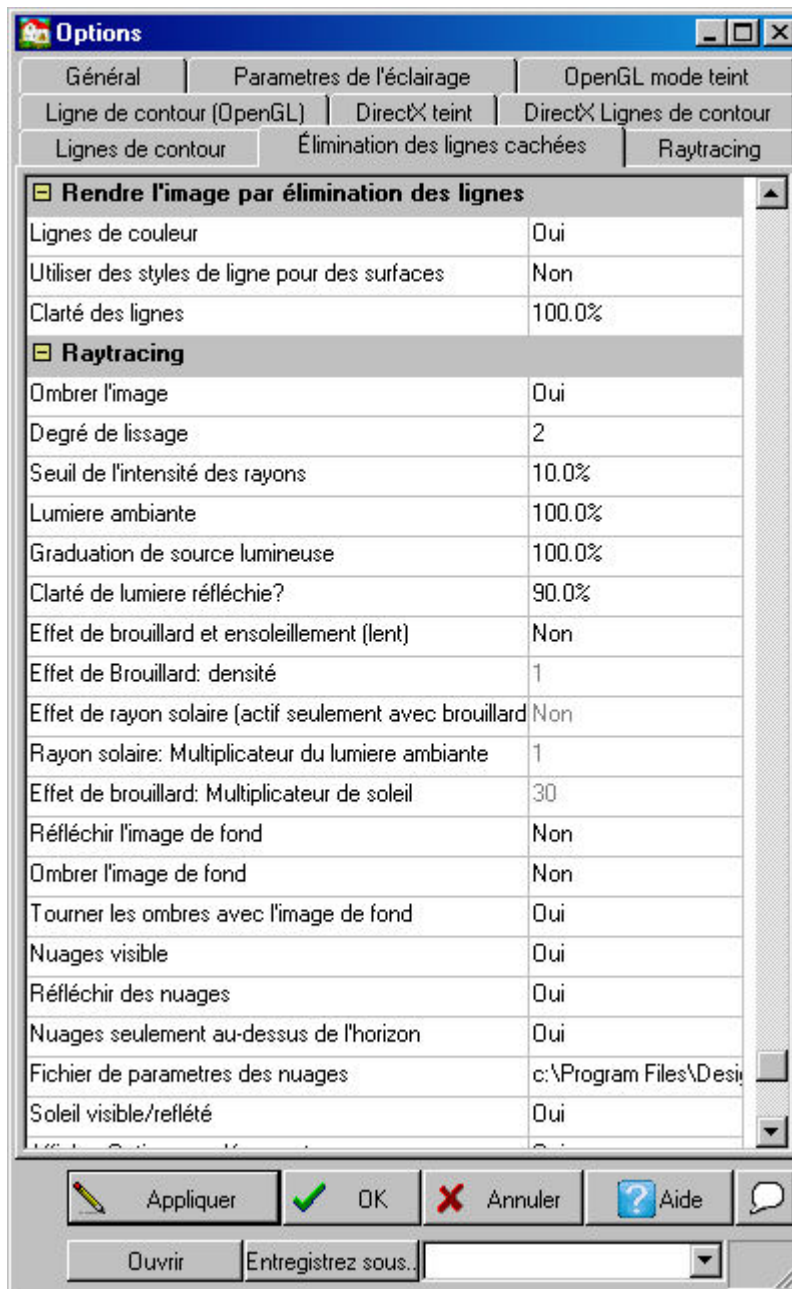 Options
Général Parametres de l'éclairage OpenGL mode teint
Ligne de contour (OpenGL) DirectX teint DirectX Lignes de contour
Lignes de contour Élimination des lignes cachées Raytracing
Rendre l'image par élimination des lignes
Lignes de couleur Oui
Utiliser des styles de ligne pour des surfaces Non
Clarté des lignes 100.0%
Raytracing
Ombrer l'image Oui
Degré de lissage 2
Seuil de l'intensité des rayons 10.0%
Lumiere ambiante 100.0%
Graduation de source lumineuse 100.0%
Clarté de lumiere réfléchie? 90.0%
Effet de brouillard et ensoleillement (lent) Non
Effet de Brouillard: densité 1
Effet de rayon solaire (actif seulement avec brouillard Non
Rayon solaire: Multiplicateur du lumiere ambiante 1
Effet de brouillard: Multiplicateur de soleil 30
Réfléchir l'image de fond Non
Ombrer l'image de fond Non
Tourner les ombres avec l'image de fond Oui
Nuages visible Oui
Réfléchir des nuages Oui
Nuages seulement au-dessus de l'horizon Oui
Fichier de parametres des nuages c:\Program Files\Desig
Soleil visible/reflété Oui
Appliquer OK Annuler Aide
Ouvrir Entregistrez sous..